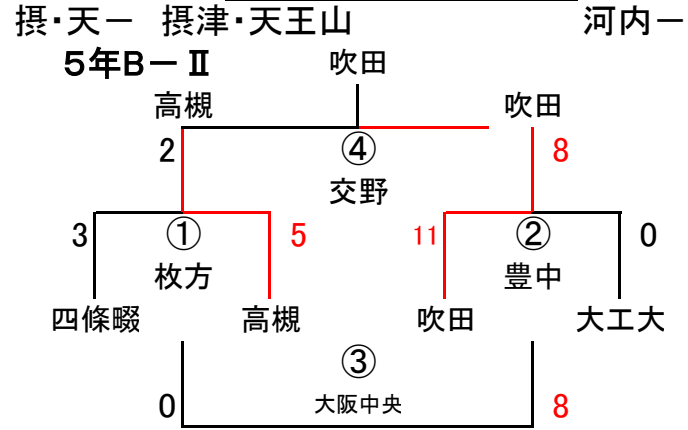 摂・天－ 摂津・天王山 河内－
5年B－Ⅱ 吹田
高槻 吹田
2 ④ 8
交野
3 ① 5 11 ② 0
枚方 豊中
四條畷 高槻 吹田 大工大
③
0 大阪中央 8